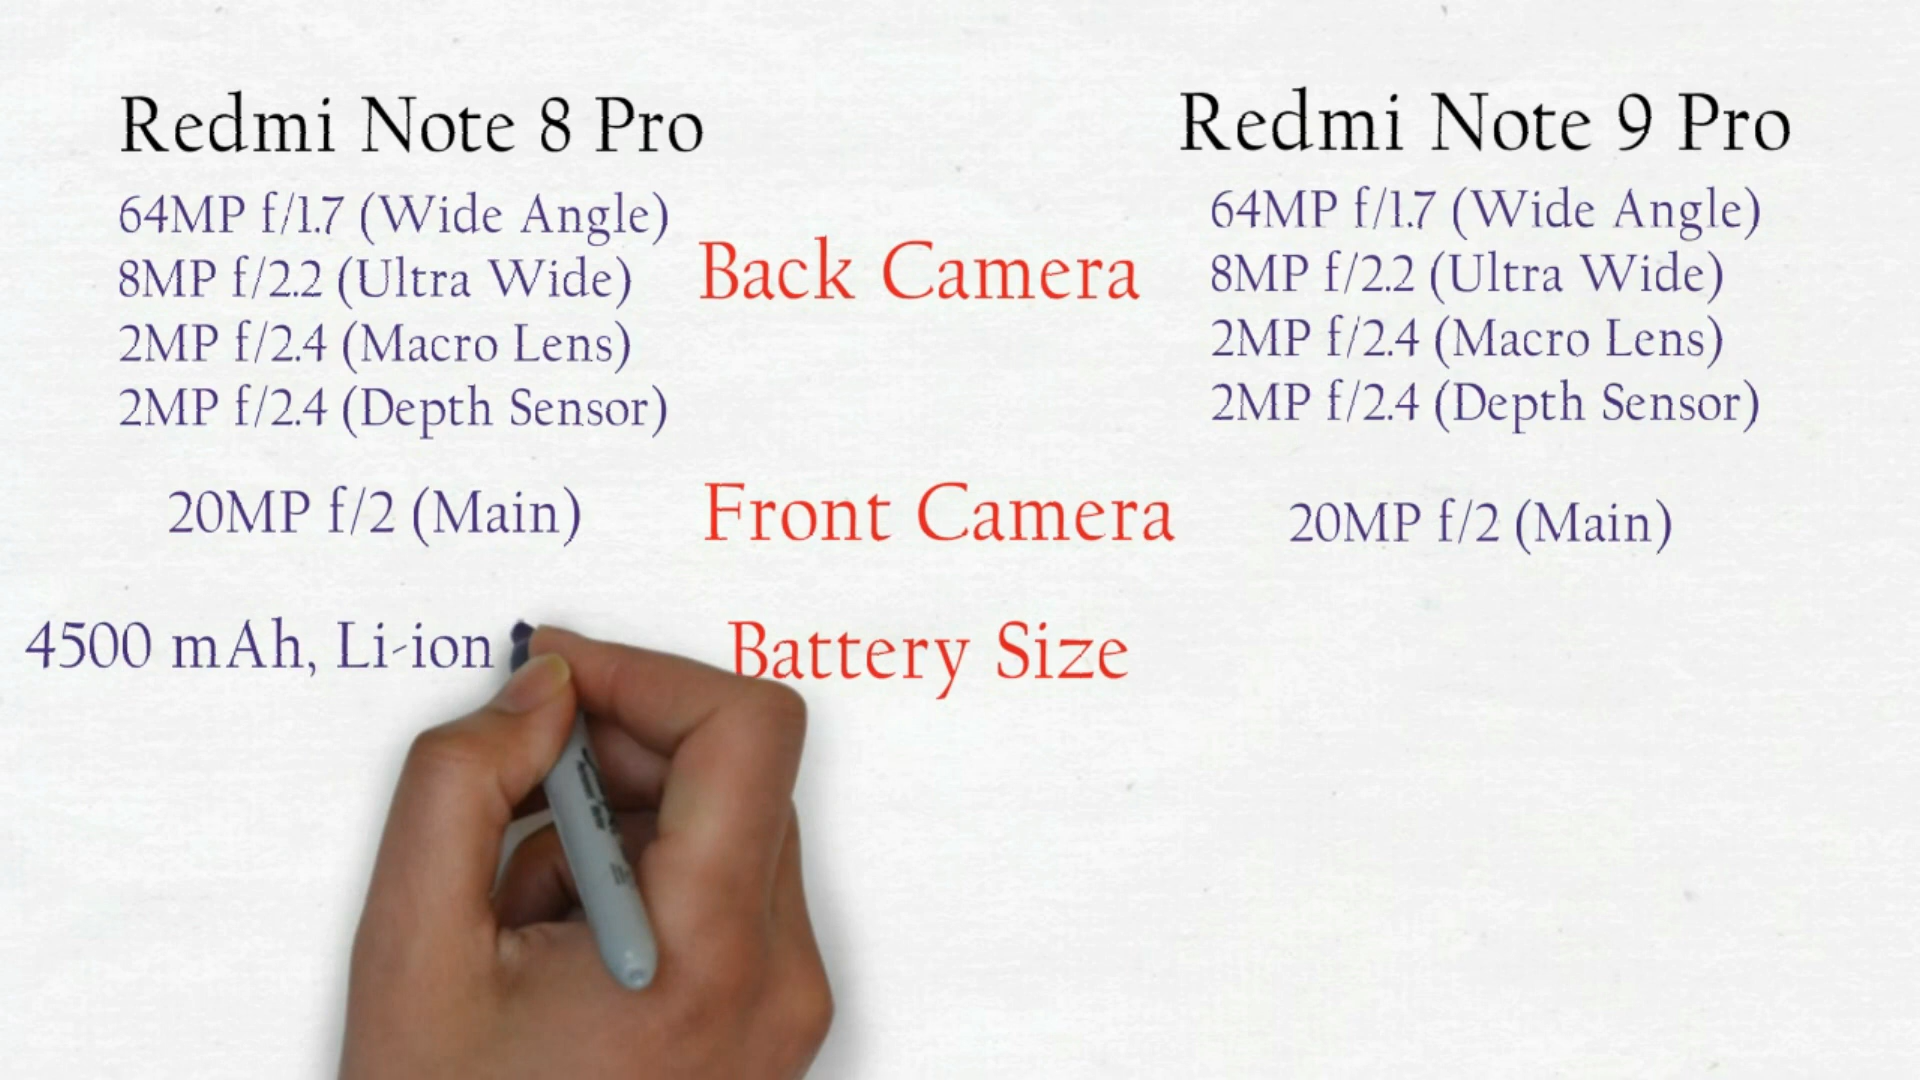 Redmi Note 8 Pro
Redmi Note 9 Pro
64MP f/1.7 (Wide Angle)
8MP f/2.2 (Ultra Wide)
2MP f/2.4 (Macro Lens)
2MP f/2.4 (Depth Sensor)
Back Camera
64MP f/1.7 (Wide Angle)
8MP f/2.2 (Ultra Wide)
2MP f/2.4 (Macro Lens)
2MP f/2.4 (Depth Sensor)
20MP f/2 (Main)
Front Camera
20MP f/2 (Main)
4500 mAh, Li-ion
Battery Size